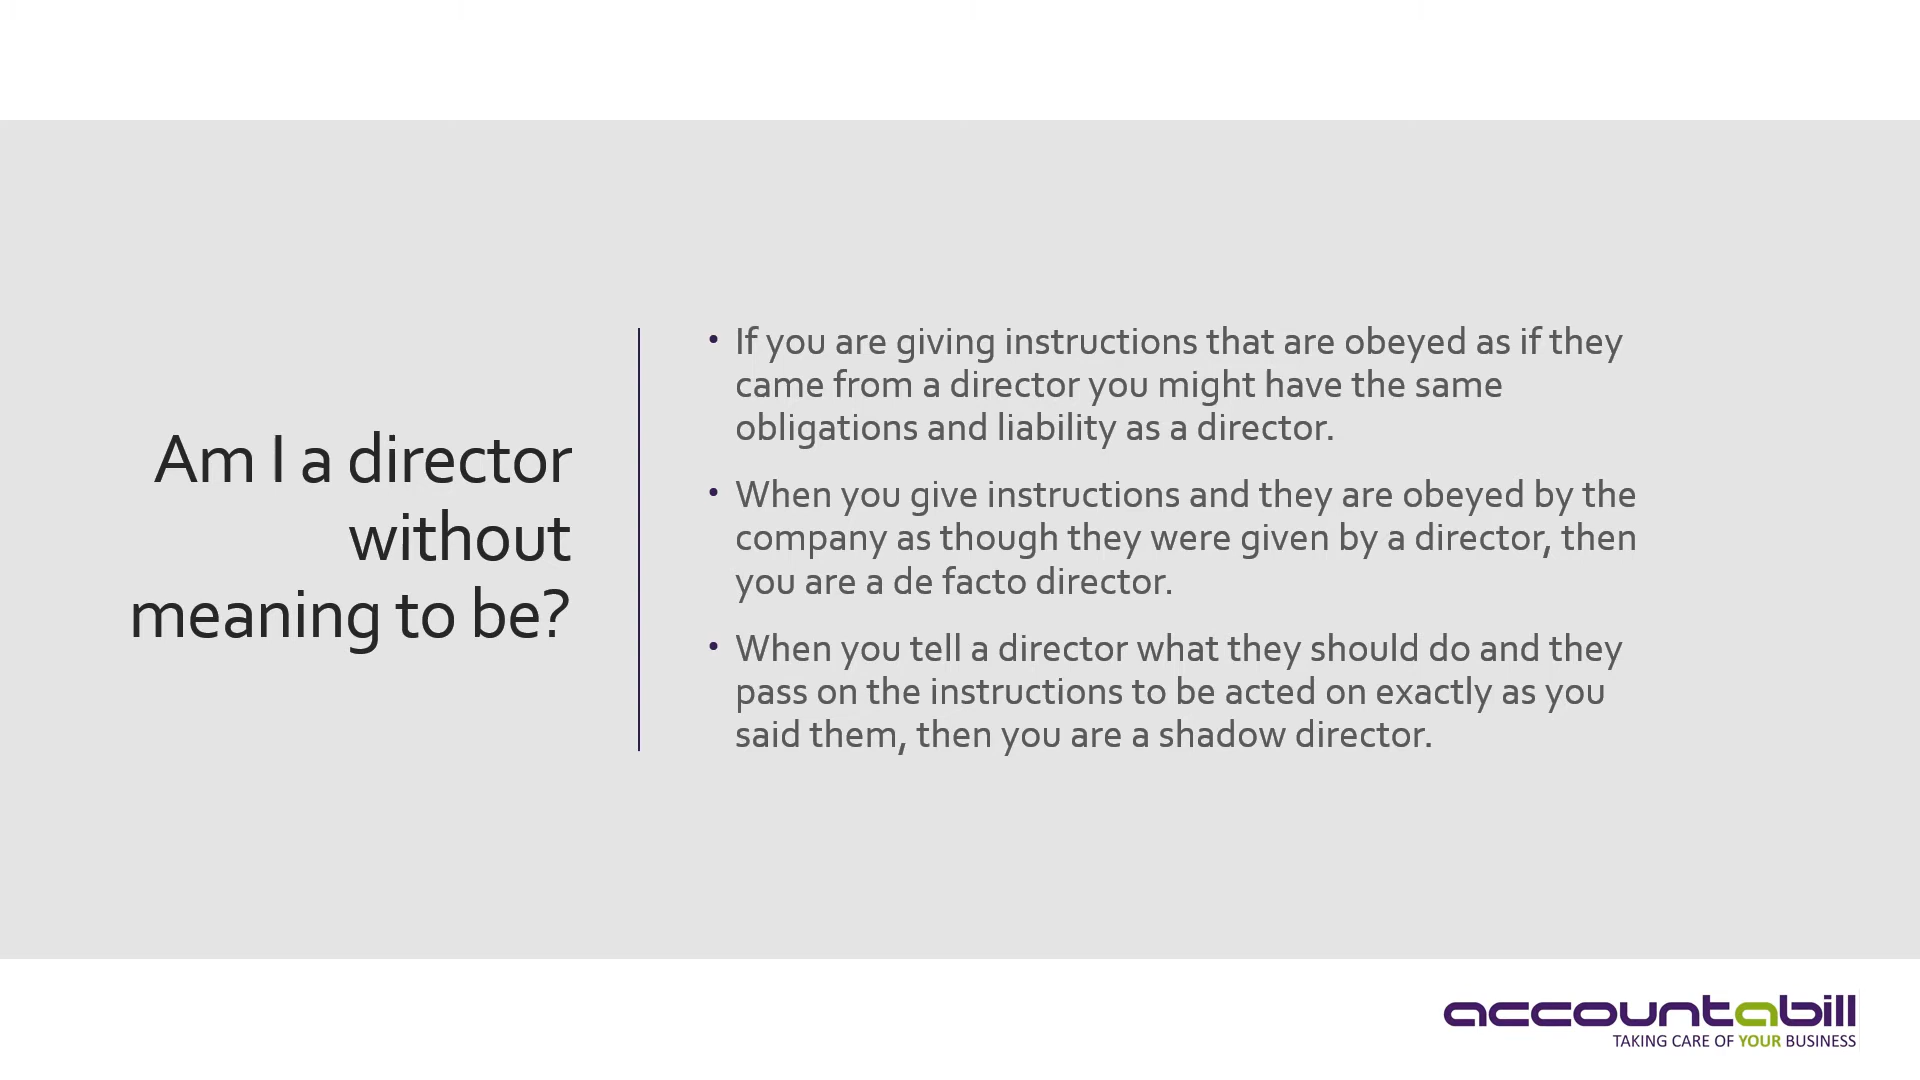 Am I a director
without
meaning to be?
• If you are giving instructions that are obeyed as if they
came from a director you might have the same
obligations and liability as a director.
• When you give instructions and they are obeyed by the
company as though they were given by a director, then
you are a de facto director.
• When you tell a director what they should do and they
pass on the instructions to be acted on exactly as you
said them, then you are a shadow director.
accountabill
TAKING CARE OF YOUR BUSINESS